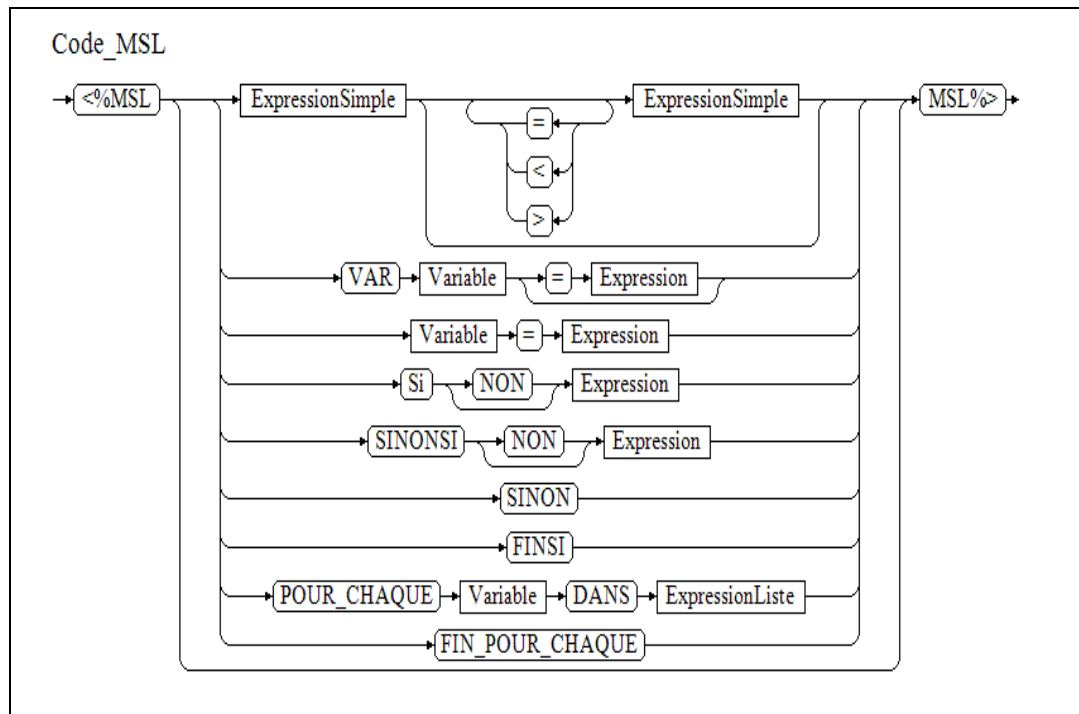 Code_MSL
<%MSL ExpressionSimple = ExpressionSimple MSL%>
<
>
VAR Variable = Expression
Variable = Expression
Si NON Expression
SINONSI NON Expression
SINON
FINSI
POUR_CHAQUE Variable DANS ExpressionListe
FIN_POUR_CHAQUE